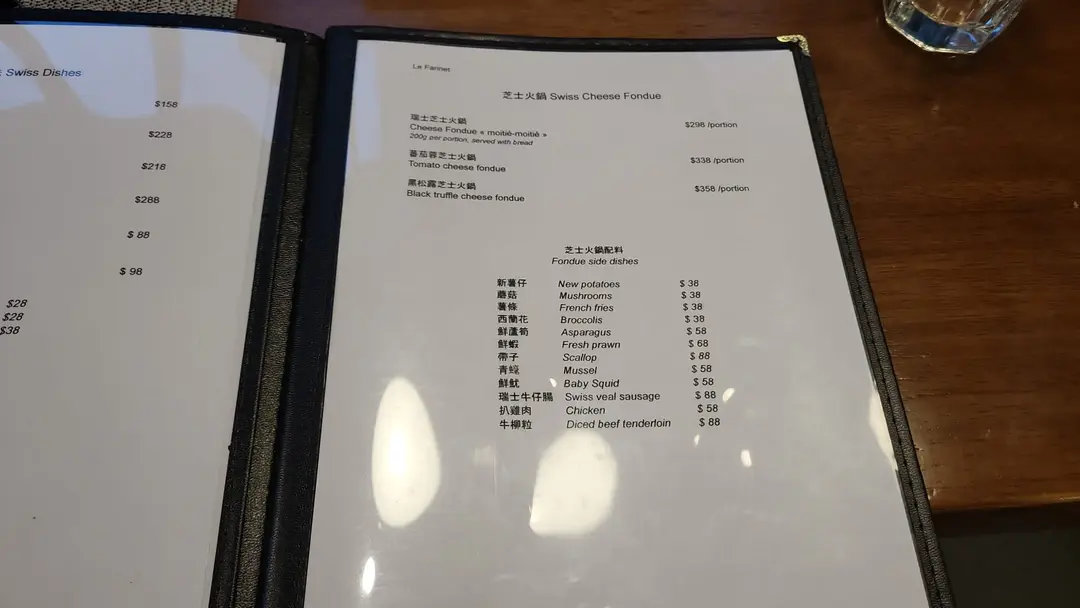 Swiss Dishes
$158
$228
$218
$288
$ 88
$ 98
$28
$28
$38
Le Farinet
芝士火鍋 Swiss Cheese Fondue
瑞士芝士火鍋
Cheese Fondue « moitié-moitié » $298 /portion
200g per portion, served with bread
蕃茄蓉芝士火鍋
Tomato cheese fondue $338 /portion
黑松露芝士火鍋
Black truffle cheese fondue $358 /portion
芝士火鍋配料
Fondue side dishes
新薯仔 New potatoes $ 38
蘑菇 Mushrooms $ 38
薯條 French fries $ 38
西蘭花 Broccolis $ 38
鮮蘆筍 Asparagus $ 58
鮮蝦 Fresh prawn $ 68
帶子 Scallop $ 88
青 Mussel $ 58
鮮魷 Baby Squid $ 58
瑞士牛仔腸 Swiss veal sausage $ 88
扒雞肉 Chicken $ 58
牛柳粒 Diced beef tenderloin $ 88